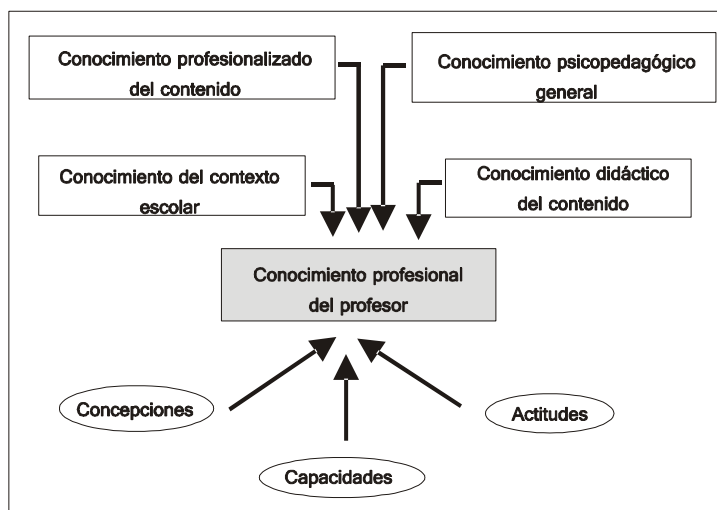 Conocimiento profesionalizado
del contenido
Conocimiento psicopedagógico
general
Conocimiento del contexto
escolar
Conocimiento didáctico
del contenido
Conocimiento profesional
del profesor
Concepciones
Actitudes
Capacidades